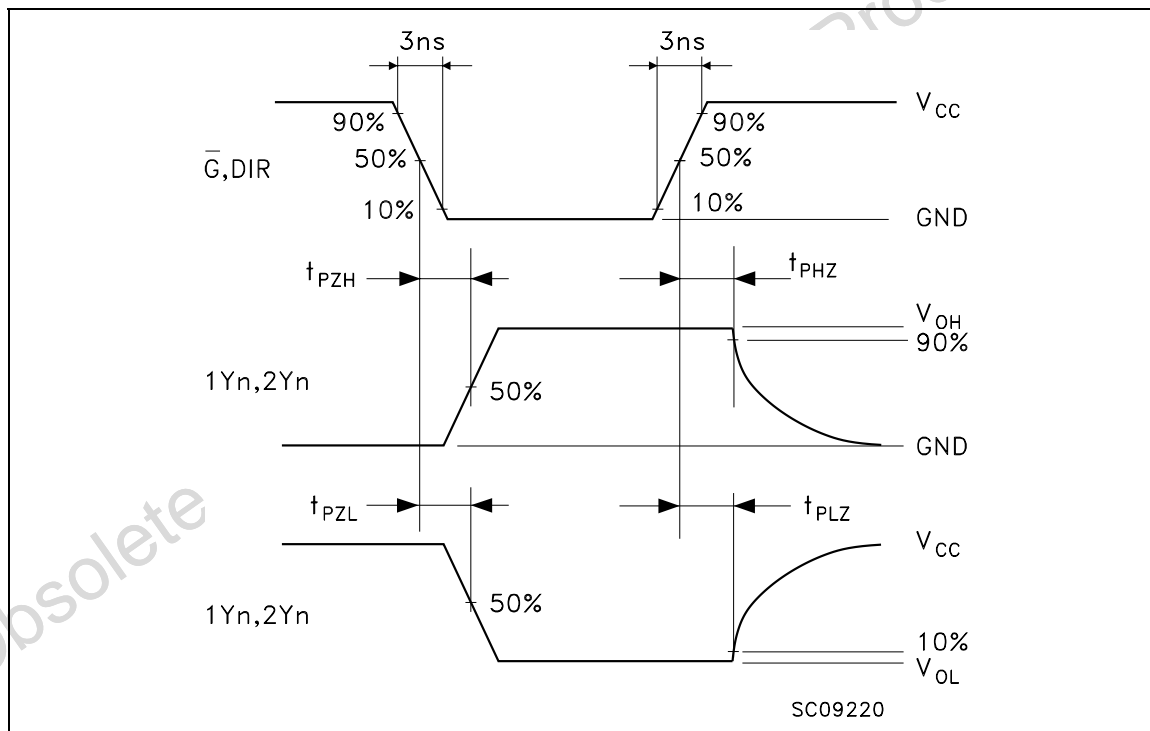 3ns 3ns
90% 90% V_CC
50% 50%
G̅,DIR
10% 10%
GND
t_PZH t_PHZ
V_OH
90%
1Yn,2Yn 50%
GND
t_PZL t_PLZ
V_CC
50%
1Yn,2Yn
10%
V_OL
SC09220
Obsolete